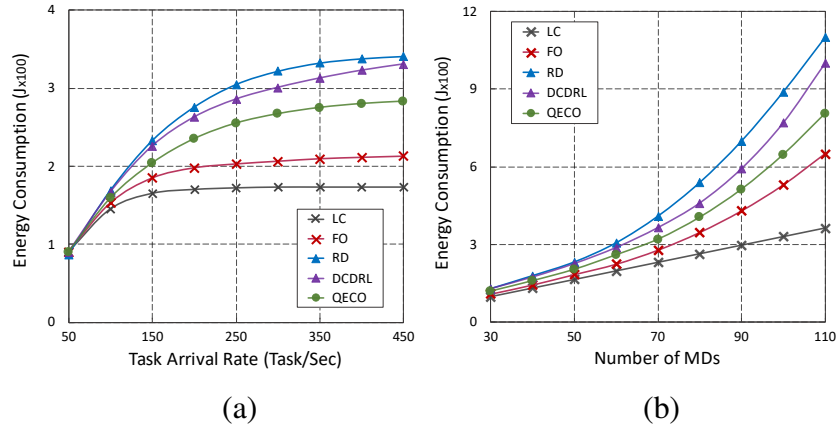 4
3
2
1
0
50 150 250 350 450
Energy Consumption (Jx100)
Task Arrival Rate (Task/Sec)
LC
FO
RD
DCDRL
QECO
(a)
12
9
6
3
0
30 50 70 90 110
Energy Consumption (Jx100)
Number of MDs
LC
FO
RD
DCDRL
QECO
(b)